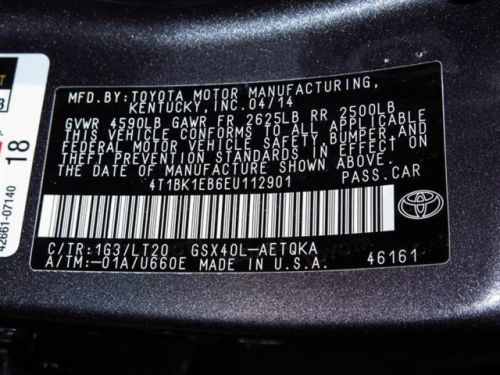 MFD.BY:TOYOTA MOTOR MANUFACTURING,
KENTUCKY,INC.04/14
GVWR 4590LB GAWR FR 2625LB RR 2500LB
THIS VEHICLE CONFORMS TO ALL APPLICABLE
FEDERAL MOTOR VEHICLE SAFETY,BUMPER,AND
THEFT PREVENTION STANDARDS IN EFFECT ON
THE DATE OF MANUFACTURE SHOWN ABOVE.
4T1BK1EB6EU112901 PASS.CAR
C/TR:1G3/LT20 GSX40L-AETQKA
A/TM:-01A/U660E MADE IN U.S.A. 46161
18
42661-07140